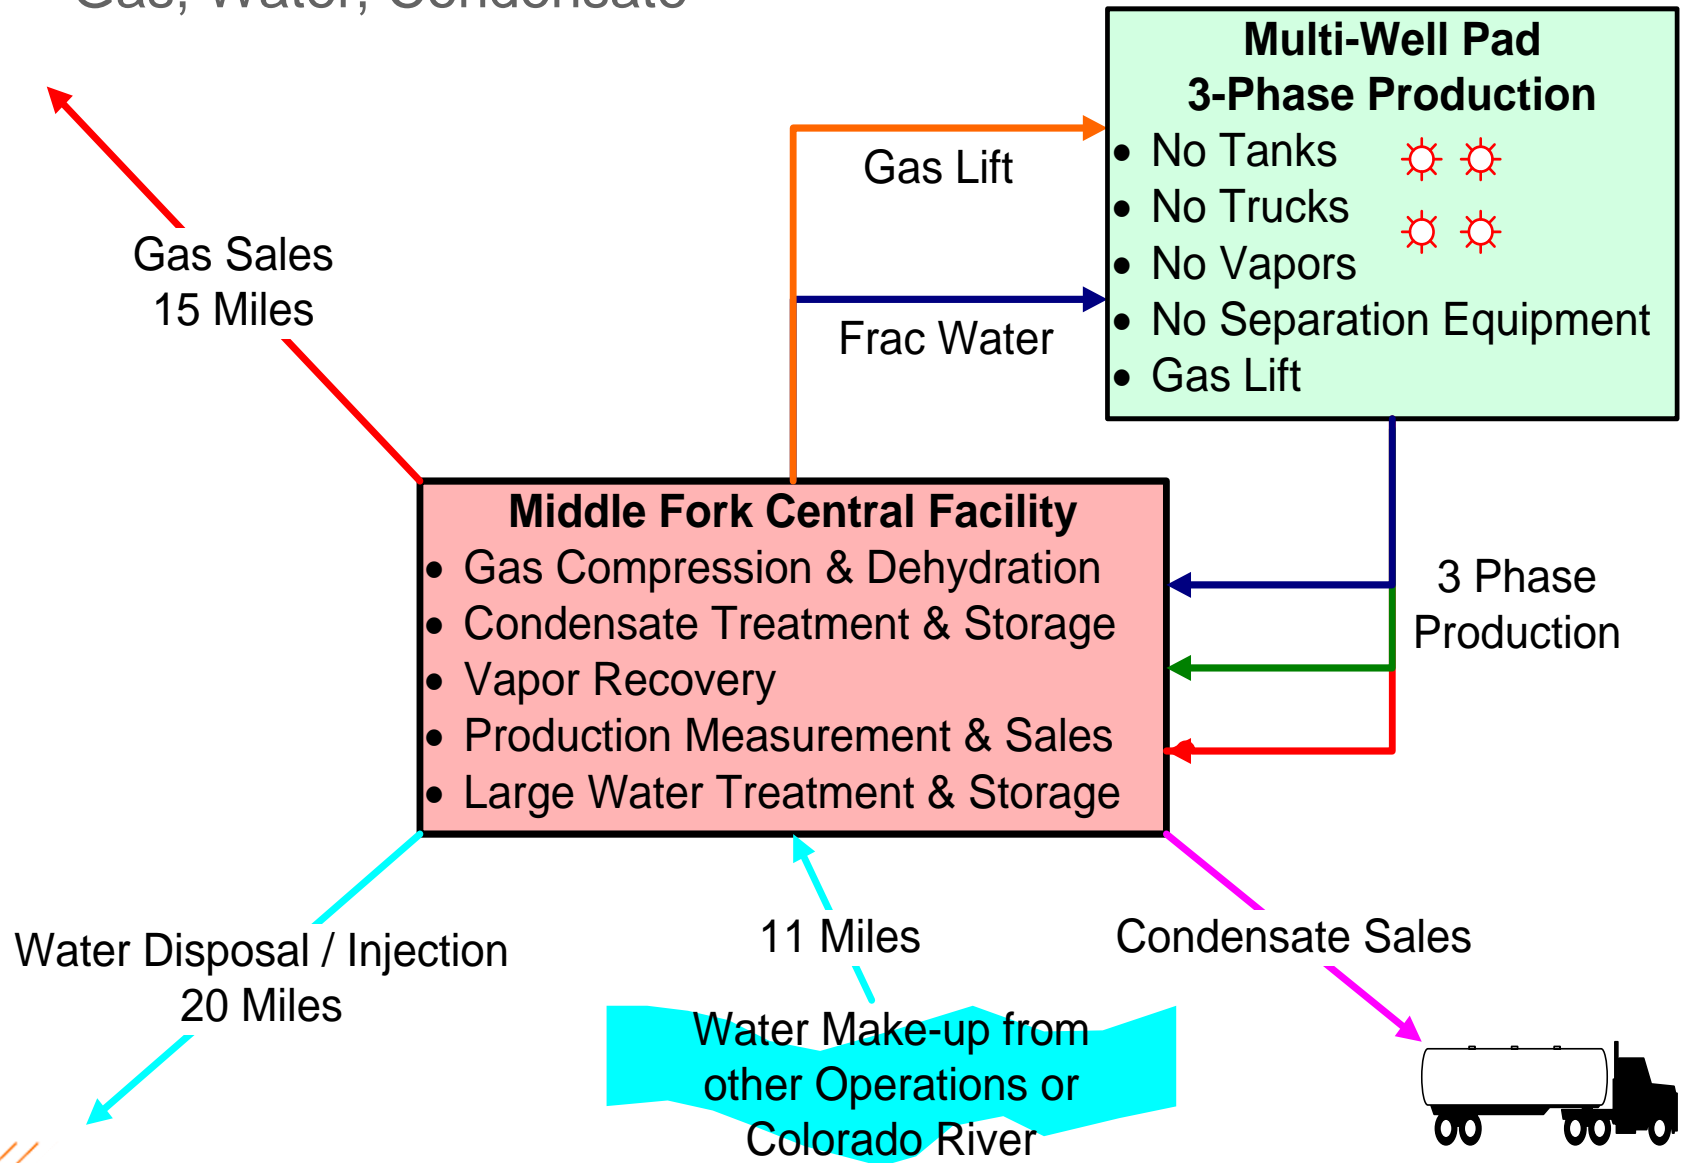 Gas, Water, Condensate
Multi-Well Pad
3-Phase Production
• No Tanks
• No Trucks
• No Vapors
• No Separation Equipment
• Gas Lift
Gas Lift
Frac Water
Gas Sales
15 Miles
Middle Fork Central Facility
• Gas Compression & Dehydration
• Condensate Treatment & Storage
• Vapor Recovery
• Production Measurement & Sales
• Large Water Treatment & Storage
3 Phase
Production
Water Disposal / Injection
20 Miles
11 Miles
Condensate Sales
Water Make-up from
other Operations or
Colorado River